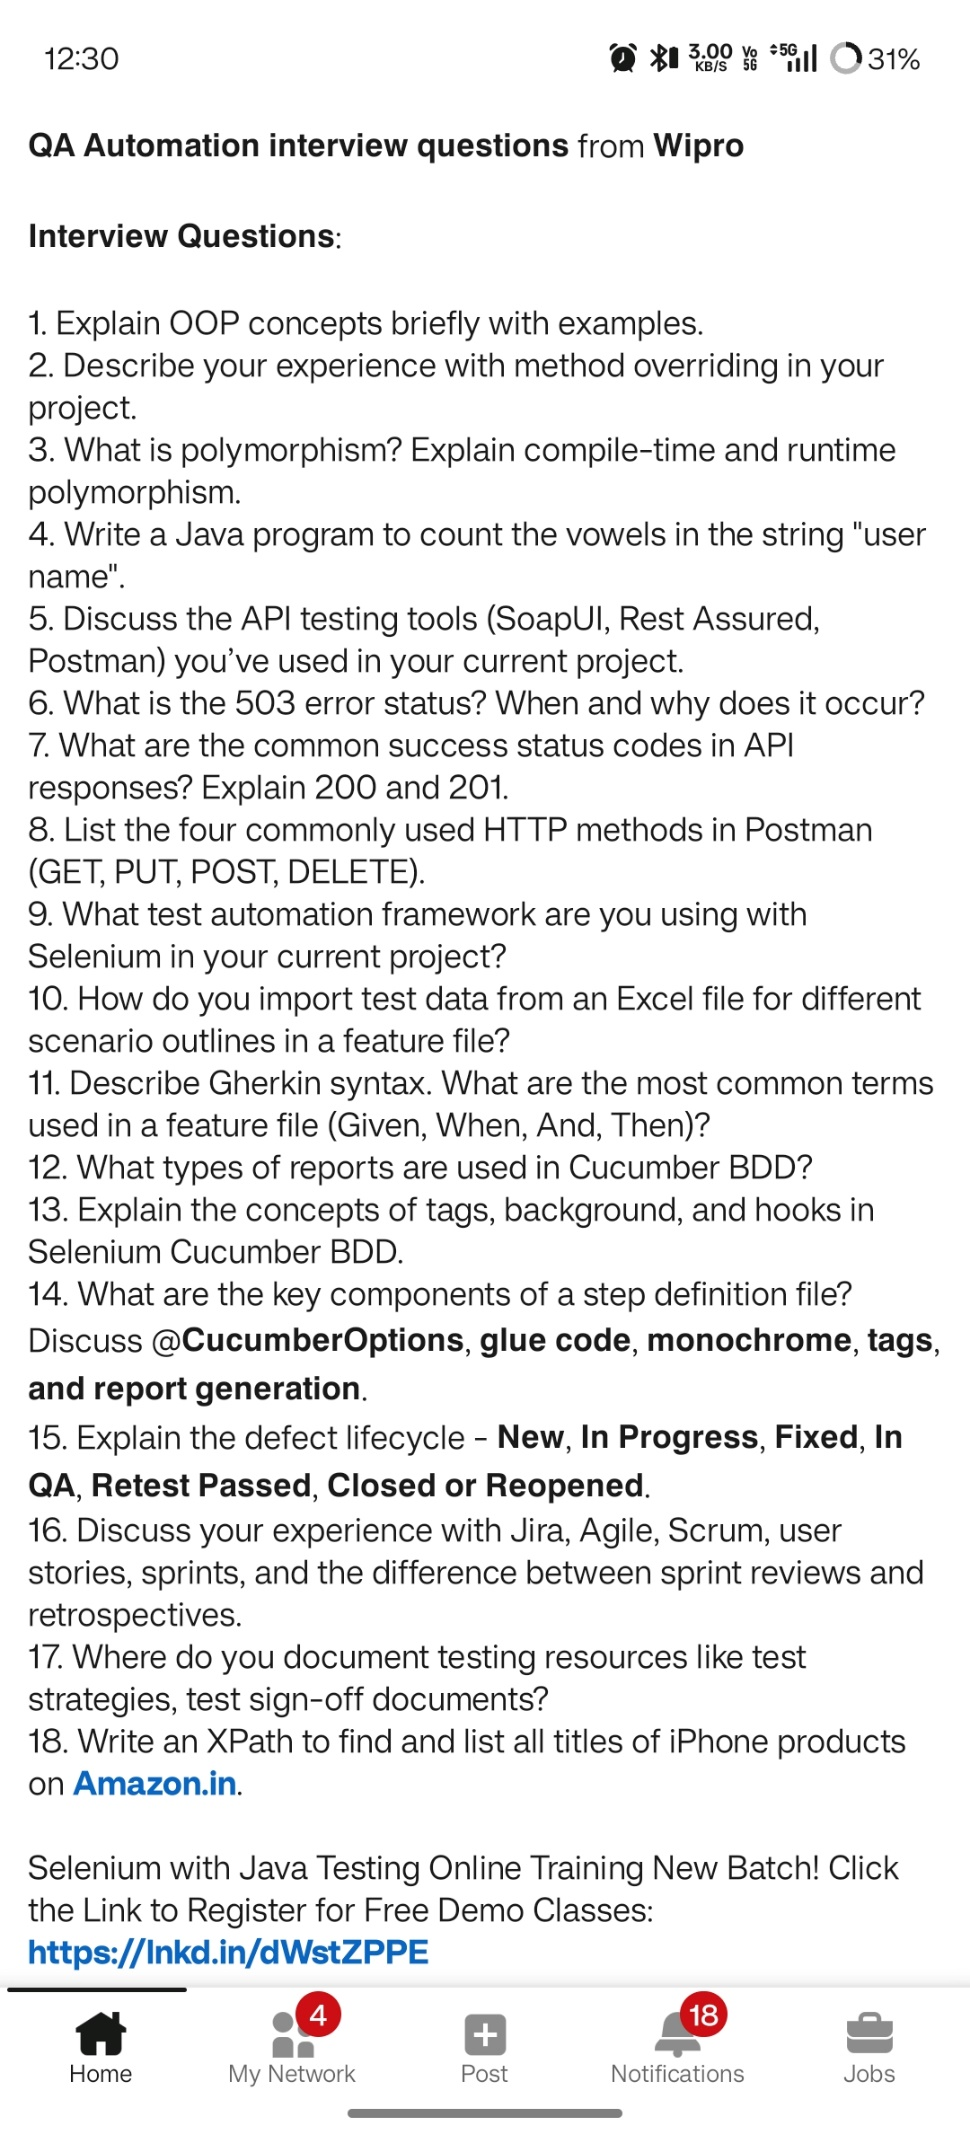 12:30 3.00 KB/S Vo 5G 5G 31%
QA Automation interview questions from Wipro
Interview Questions:
1. Explain OOP concepts briefly with examples.
2. Describe your experience with method overriding in your
project.
3. What is polymorphism? Explain compile-time and runtime
polymorphism.
4. Write a Java program to count the vowels in the string "user
name".
5. Discuss the API testing tools (SoapUI, Rest Assured,
Postman) you’ve used in your current project.
6. What is the 503 error status? When and why does it occur?
7. What are the common success status codes in API
responses? Explain 200 and 201.
8. List the four commonly used HTTP methods in Postman
(GET, PUT, POST, DELETE).
9. What test automation framework are you using with
Selenium in your current project?
10. How do you import test data from an Excel file for different
scenario outlines in a feature file?
11. Describe Gherkin syntax. What are the most common terms
used in a feature file (Given, When, And, Then)?
12. What types of reports are used in Cucumber BDD?
13. Explain the concepts of tags, background, and hooks in
Selenium Cucumber BDD.
14. What are the key components of a step definition file?
Discuss @CucumberOptions, glue code, monochrome, tags,
and report generation.
15. Explain the defect lifecycle - New, In Progress, Fixed, In
QA, Retest Passed, Closed or Reopened.
16. Discuss your experience with Jira, Agile, Scrum, user
stories, sprints, and the difference between sprint reviews and
retrospectives.
17. Where do you document testing resources like test
strategies, test sign-off documents?
18. Write an XPath to find and list all titles of iPhone products
on Amazon.in.
Selenium with Java Testing Online Training New Batch! Click
the Link to Register for Free Demo Classes:
https://lnkd.in/dWstZPPE
4 18
Home My Network Post Notifications Jobs